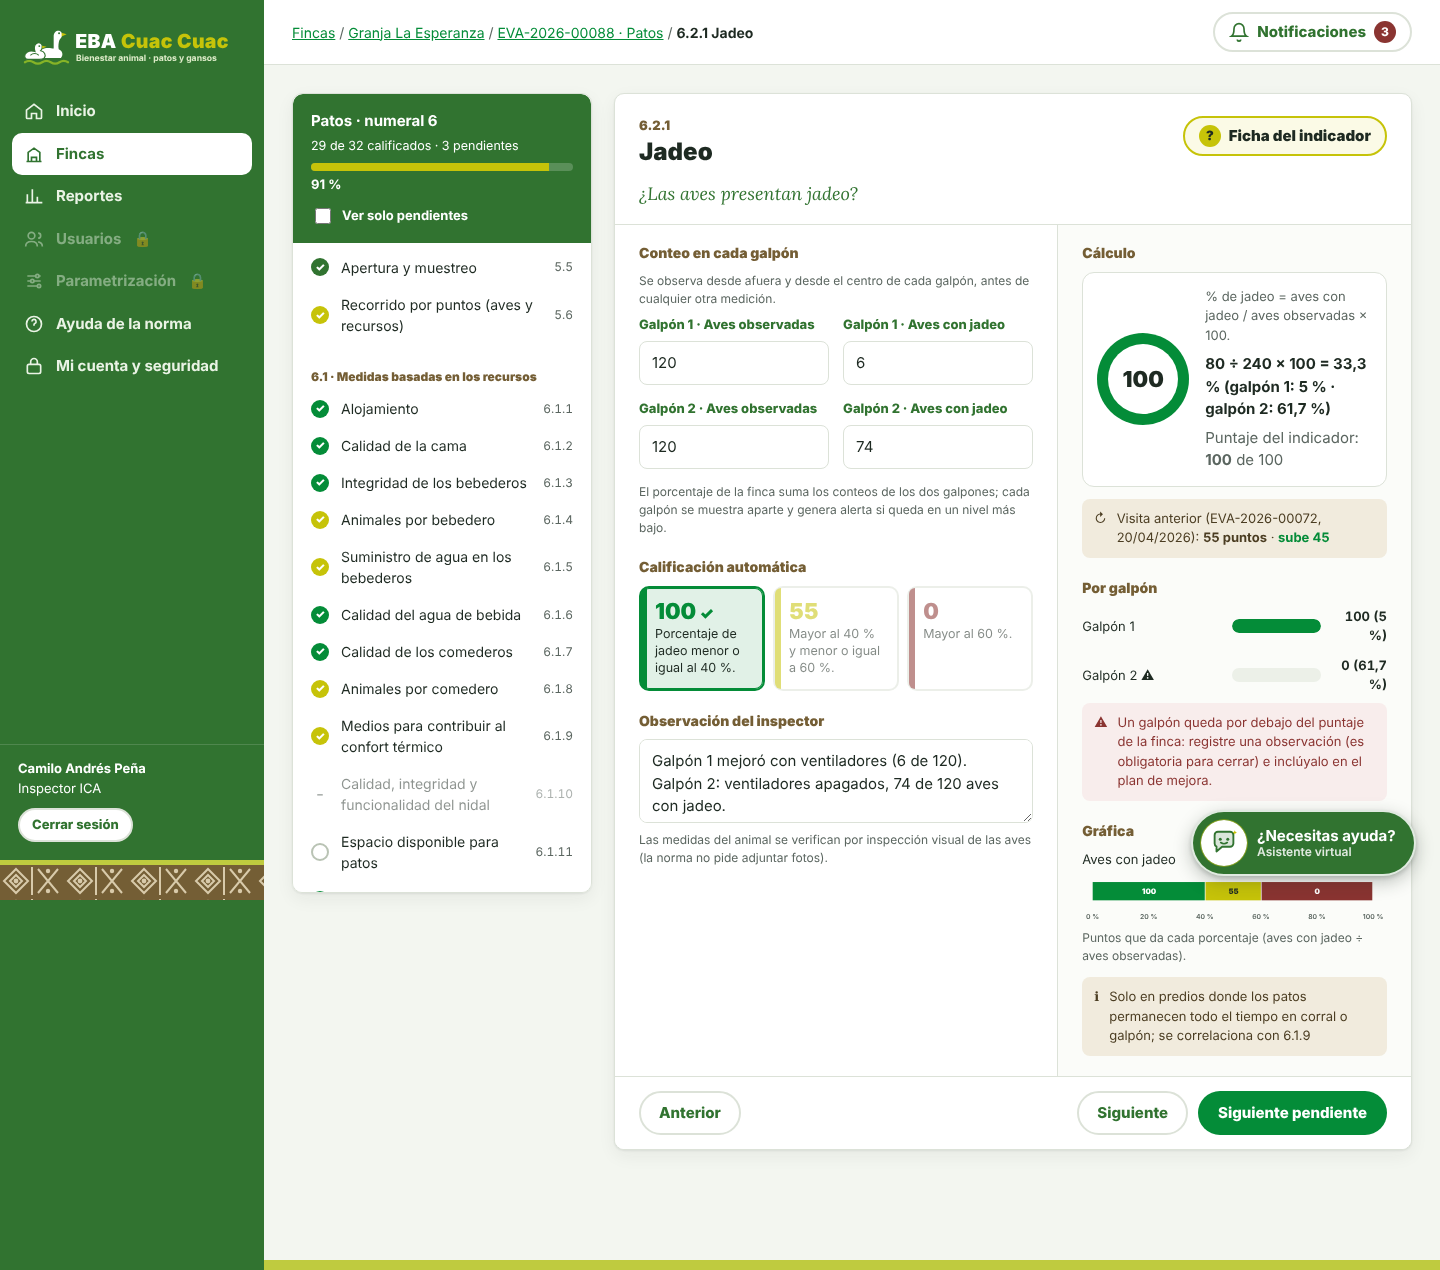 EBA Cuac Cuac
Bienestar animal · patos y gansos
Inicio
Fincas
Reportes
Usuarios
Parametrización
Ayuda de la norma
Mi cuenta y seguridad
Camilo Andrés Peña
Inspector ICA
Cerrar sesión
Fincas / Granja La Esperanza / EVA-2026-00088 · Patos / 6.2.1 Jadeo
Notificaciones 3
Patos · numeral 6
29 de 32 calificados · 3 pendientes
91 %
Ver solo pendientes
Apertura y muestreo 5.5
Recorrido por puntos (aves y
recursos) 5.6
6.1 · Medidas basadas en los recursos
Alojamiento 6.1.1
Calidad de la cama 6.1.2
Integridad de los bebederos 6.1.3
Animales por bebedero 6.1.4
Suministro de agua en los
bebederos 6.1.5
Calidad del agua de bebida 6.1.6
Calidad de los comederos 6.1.7
Animales por comedero 6.1.8
Medios para contribuir al
confort térmico 6.1.9
– Calidad, integridad y
funcionalidad del nidal 6.1.10
Espacio disponible para
patos 6.1.11
6.2.1
Jadeo
¿Las aves presentan jadeo?
? Ficha del indicador
Conteo en cada galpón
Se observa desde afuera y desde el centro de cada galpón, antes de
cualquier otra medición.
Galpón 1 · Aves observadas
Galpón 1 · Aves con jadeo
120
6
Galpón 2 · Aves observadas
Galpón 2 · Aves con jadeo
120
74
El porcentaje de la finca suma los conteos de los dos galpones; cada
galpón se muestra aparte y genera alerta si queda en un nivel más
bajo.
Calificación automática
100 ✓
Porcentaje de
jadeo menor o
igual al 40 %.
55
Mayor al 40 %
y menor o igual
a 60 %.
0
Mayor al 60 %.
Observación del inspector
Galpón 1 mejoró con ventiladores (6 de 120).
Galpón 2: ventiladores apagados, 74 de 120 aves
con jadeo.
Las medidas del animal se verifican por inspección visual de las aves
(la norma no pide adjuntar fotos).
Cálculo
100
% de jadeo = aves con
jadeo / aves observadas ×
100.
80 ÷ 240 × 100 = 33,3
% (galpón 1: 5 % ·
galpón 2: 61,7 %)
Puntaje del indicador:
100 de 100
↻ Visita anterior (EVA-2026-00072,
20/04/2026): 55 puntos · sube 45
Por galpón
Galpón 1 100 (5
%)
Galpón 2 ⚠ 0 (61,7
%)
⚠ Un galpón queda por debajo del puntaje
de la finca: registre una observación (es
obligatoria para cerrar) e inclúyalo en el
plan de mejora.
Gráfica
Aves con jadeo
¿Necesitas ayuda?
Asistente virtual
100 55 0
0 % 20 % 40 % 60 % 80 % 100 %
Puntos que da cada porcentaje (aves con jadeo ÷
aves observadas).
ℹ Solo en predios donde los patos
permanecen todo el tiempo en corral o
galpón; se correlaciona con 6.1.9
Anterior
Siguiente
Siguiente pendiente